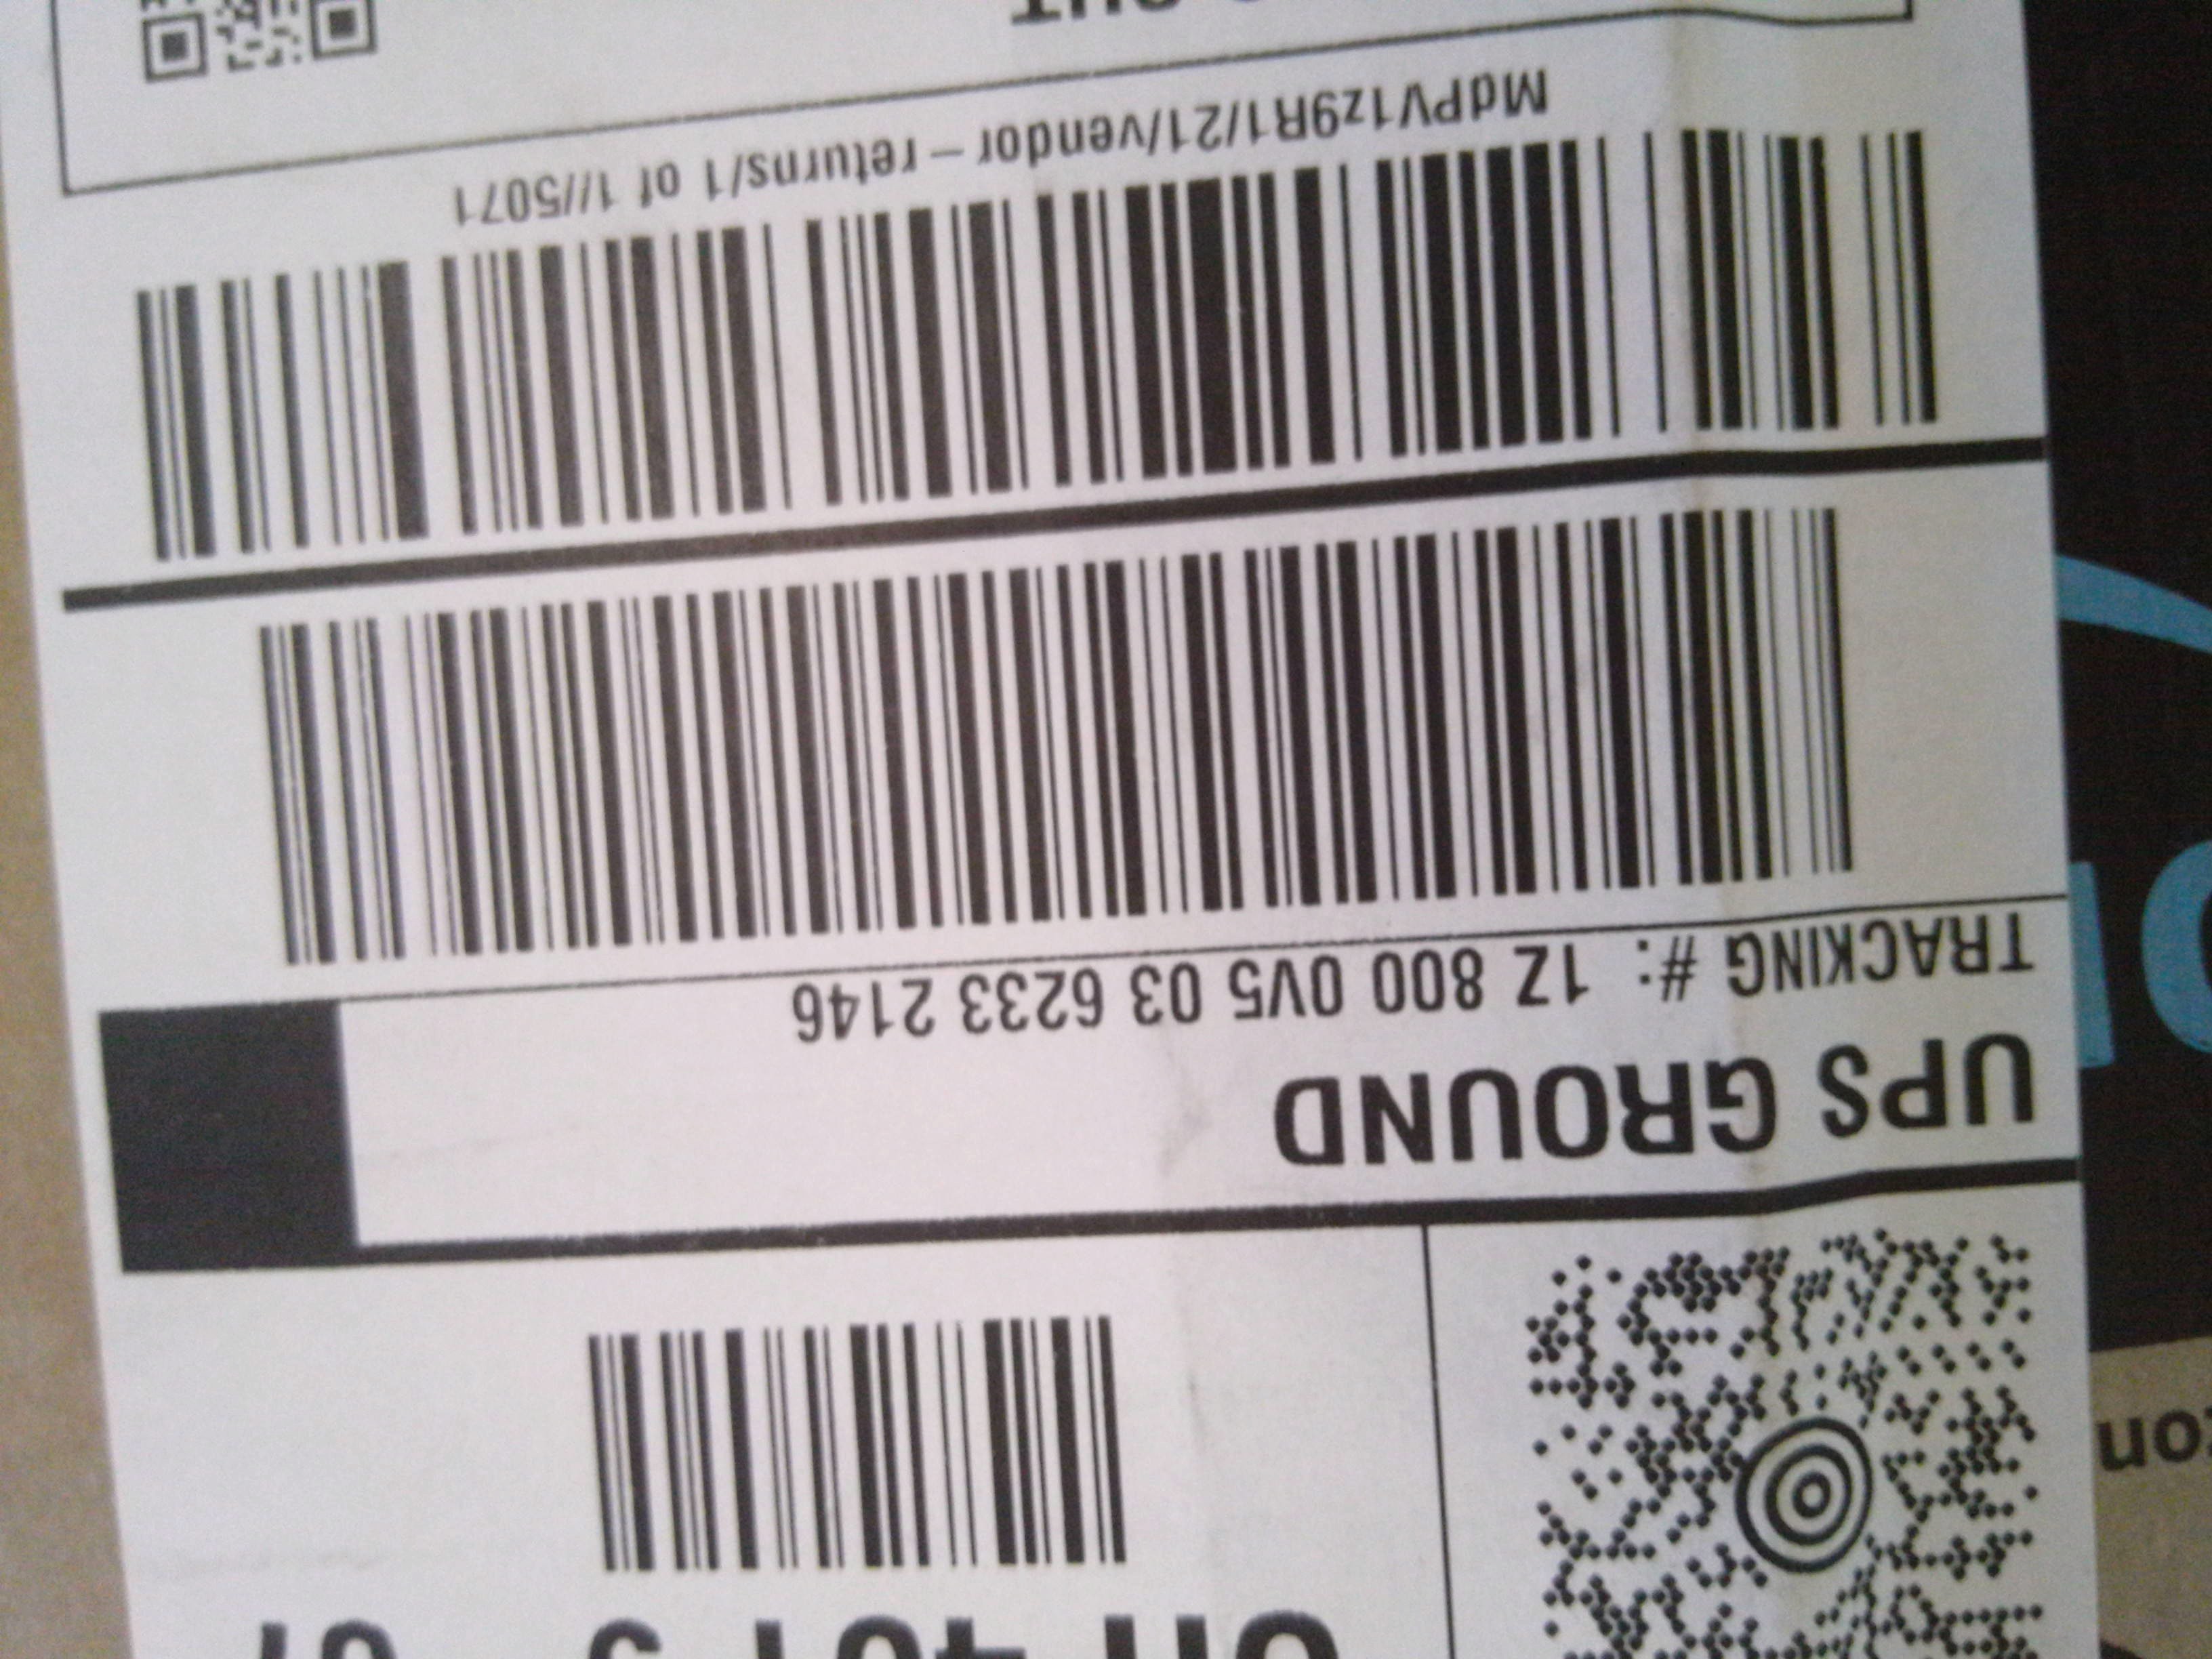 UPS GROUND
TRACKING #: 1Z 800 0V5 03 6233 2146
MdPV1z9R1/21/vendor - returns/1 of 1//5071